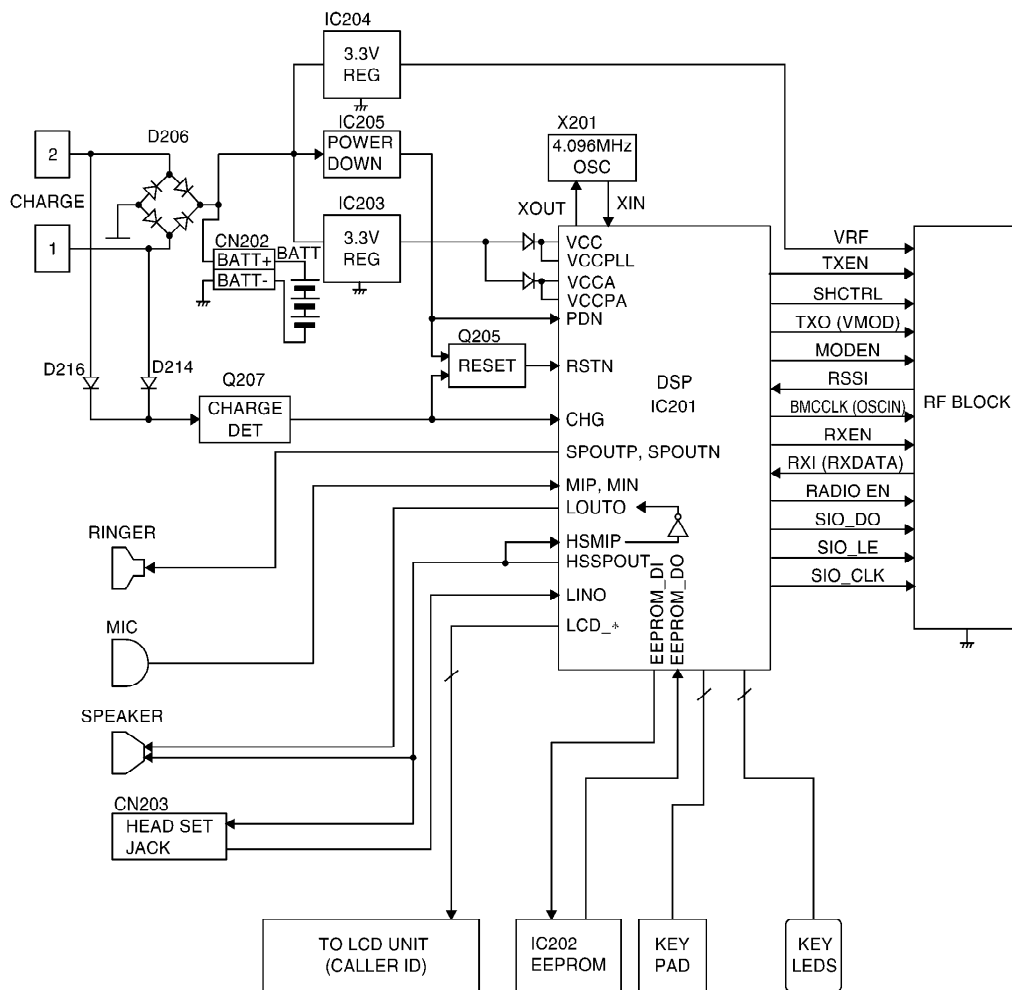 IC204
3.3V
REG
IC205
POWER
DOWN
X201
4.096MHz
OSC
D206
2
CHARGE
1
IC203
3.3V
REG
XOUT
XIN
CN202
BATT
BATT+
BATT-
VCC
VCCPLL
VCCA
VCCPA
PDN
Q205
RESET
RSTN
DSP
IC201
D216
D214
Q207
CHARGE
DET
CHG
SPOUTP, SPOUTN
MIP, MIN
LOUTO
HSMIP
HSSPOUT
LINO
LCD_*
EEPROM_DI
EEPROM_DO
VRF
TXEN
SHCTRL
TXO (VMOD)
MODEN
RSSI
BMCCLK (OSCIN)
RXEN
RXI (RXDATA)
RADIO EN
SIO_DO
SIO_LE
SIO_CLK
RF BLOCK
RINGER
MIC
SPEAKER
CN203
HEAD SET
JACK
TO LCD UNIT
(CALLER ID)
IC202
EEPROM
KEY
PAD
KEY
LEDS